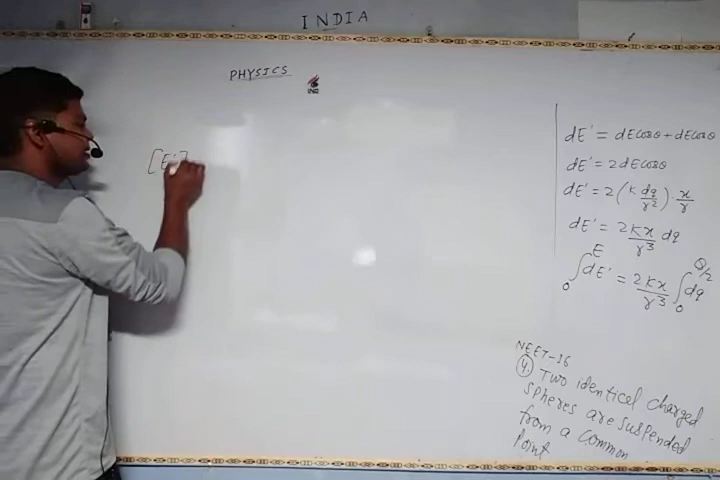 INDIA
PHYSICS
[E']
dE' = dEcosθ + dEcosθ
dE' = 2dEcosθ
dE' = 2(K dq/r²)·x/r
dE' = 2Kx/r³ dq
∫₀ᴱ dE' = 2Kx/r³ ∫₀^(Q/2) dq
NEET-16
④ Two identical charged
spheres are suspended
from a common
Point